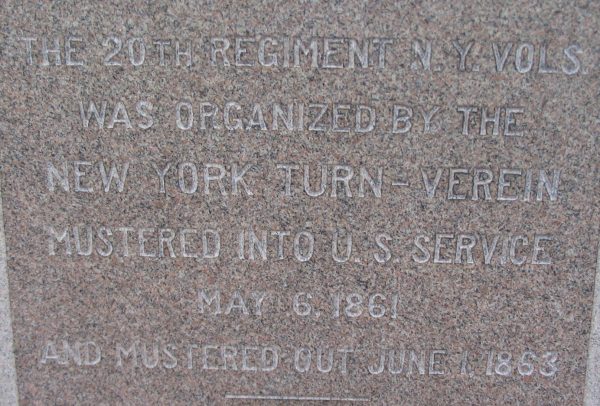 THE 20TH REGIMENT N.Y. VOLS.
WAS ORGANIZED BY THE
NEW YORK TURN-VEREIN
MUSTERED INTO U.S. SERVICE
MAY 6, 1861
AND MUSTERED OUT JUNE 1, 1863